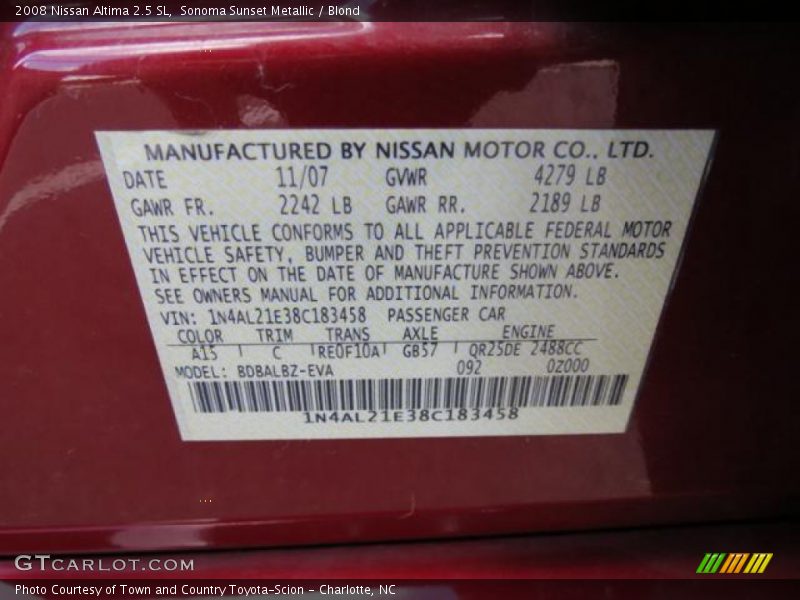 2008 Nissan Altima 2.5 SL, Sonoma Sunset Metallic / Blond
MANUFACTURED BY NISSAN MOTOR CO., LTD.
DATE 11/07 GVWR 4279 LB
GAWR FR. 2242 LB GAWR RR. 2189 LB
THIS VEHICLE CONFORMS TO ALL APPLICABLE FEDERAL MOTOR
VEHICLE SAFETY, BUMPER AND THEFT PREVENTION STANDARDS
IN EFFECT ON THE DATE OF MANUFACTURE SHOWN ABOVE.
SEE OWNERS MANUAL FOR ADDITIONAL INFORMATION.
VIN: 1N4AL21E38C183458 PASSENGER CAR
COLOR TRIM TRANS AXLE ENGINE
A15 C RE0F10A GB57 QR25DE 2488CC
MODEL: BDBALBZ-EVA 092 0Z000
1N4AL21E38C183458
GTCARLOT.COM
Photo Courtesy of Town and Country Toyota-Scion - Charlotte, NC